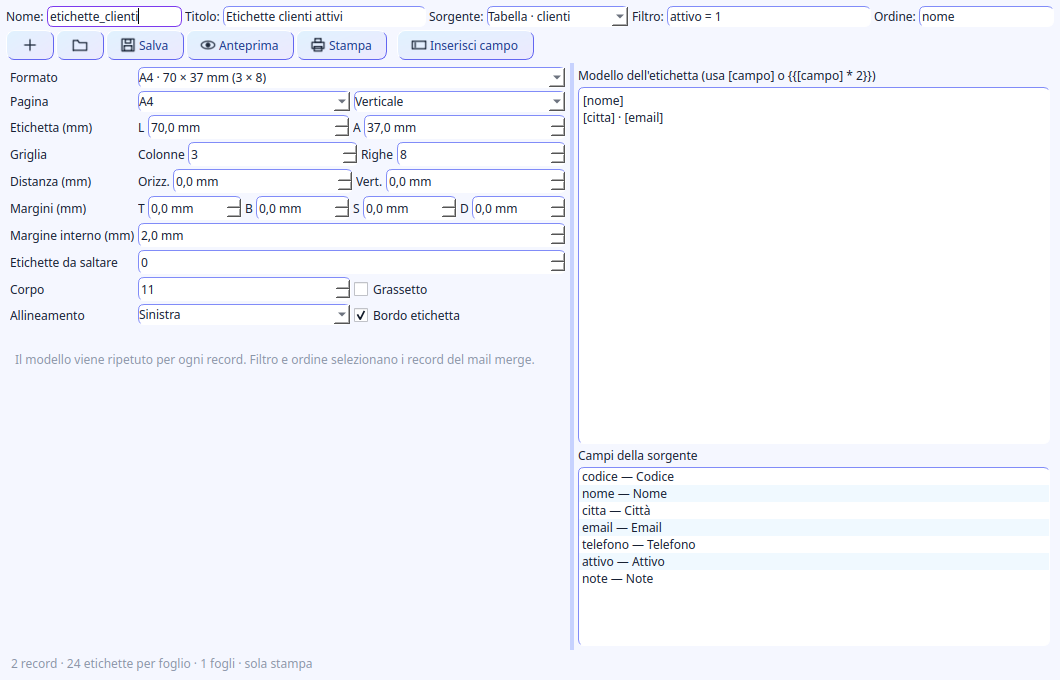 Nome: etichette_clienti Titolo: Etichette clienti attivi Sorgente: Tabella · clienti Filtro: attivo = 1 Ordine: nome
Salva Anteprima Stampa Inserisci campo
Formato A4 · 70 × 37 mm (3 × 8)
Pagina A4 Verticale
Etichetta (mm) L 70,0 mm A 37,0 mm
Griglia Colonne 3 Righe 8
Distanza (mm) Orizz. 0,0 mm Vert. 0,0 mm
Margini (mm) T 0,0 mm B 0,0 mm S 0,0 mm D 0,0 mm
Margine interno (mm) 2,0 mm
Etichette da saltare 0
Corpo 11 Grassetto
Allineamento Sinistra Bordo etichetta
Il modello viene ripetuto per ogni record. Filtro e ordine selezionano i record del mail merge.
Modello dell'etichetta (usa [campo] o {{[campo] * 2}})
[nome]
[citta] · [email]
Campi della sorgente
codice — Codice
nome — Nome
citta — Città
email — Email
telefono — Telefono
attivo — Attivo
note — Note
2 record · 24 etichette per foglio · 1 fogli · sola stampa